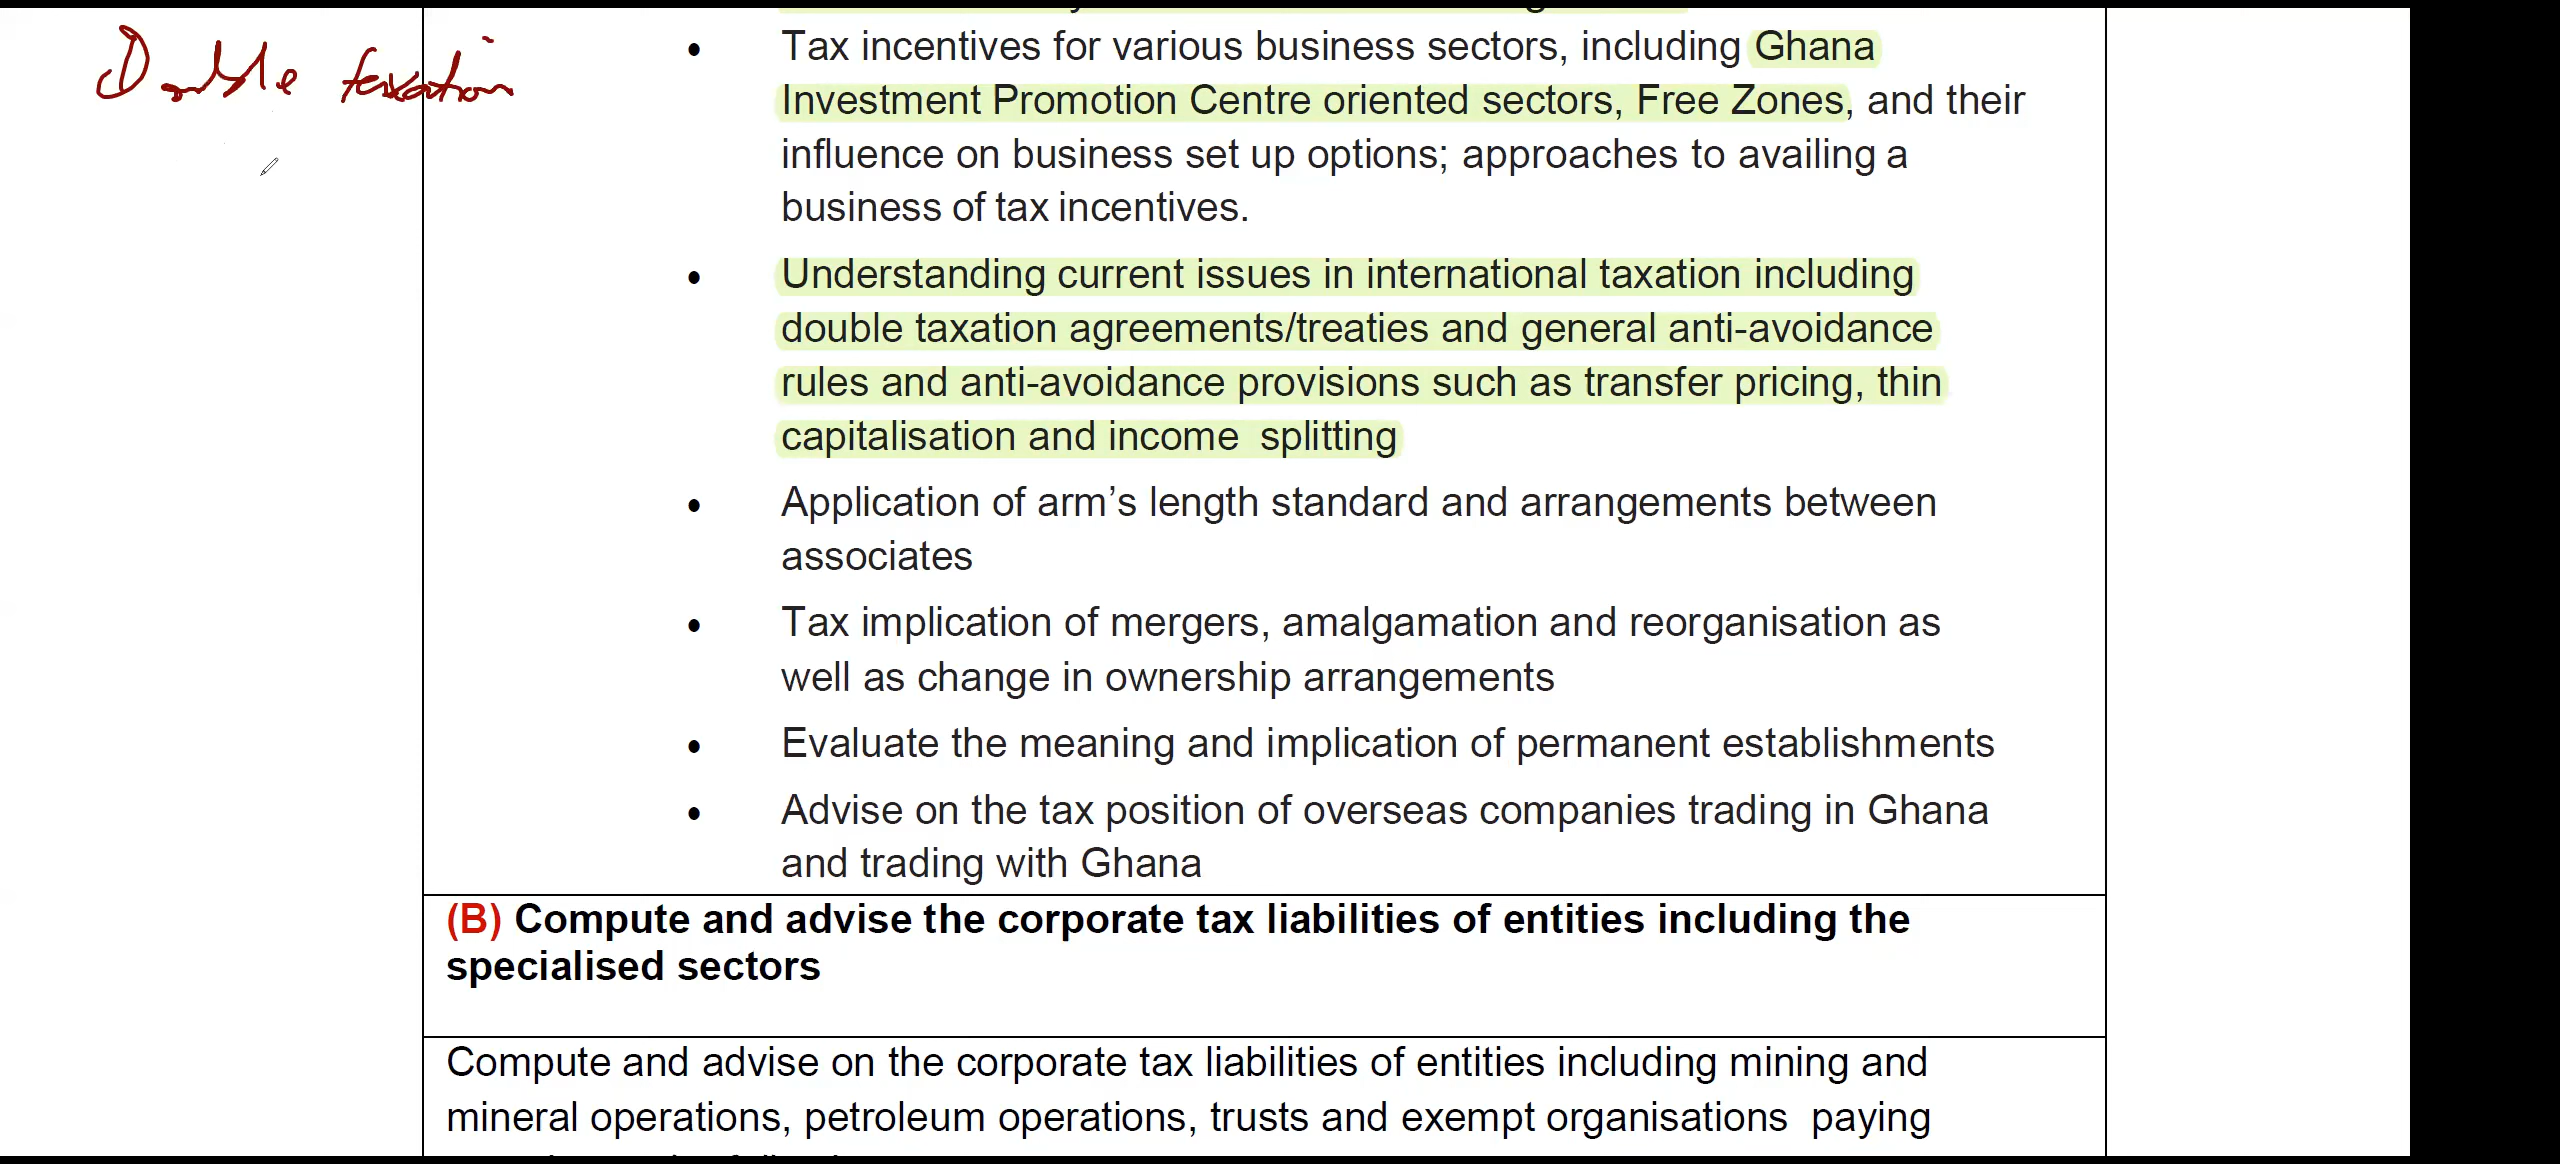 Double taxation
• Tax incentives for various business sectors, including Ghana
Investment Promotion Centre oriented sectors, Free Zones, and their
influence on business set up options; approaches to availing a
business of tax incentives.
• Understanding current issues in international taxation including
double taxation agreements/treaties and general anti-avoidance
rules and anti-avoidance provisions such as transfer pricing, thin
capitalisation and income  splitting
• Application of arm’s length standard and arrangements between
associates
• Tax implication of mergers, amalgamation and reorganisation as
well as change in ownership arrangements
• Evaluate the meaning and implication of permanent establishments
• Advise on the tax position of overseas companies trading in Ghana
and trading with Ghana
(B) Compute and advise the corporate tax liabilities of entities including the
specialised sectors
Compute and advise on the corporate tax liabilities of entities including mining and
mineral operations, petroleum operations, trusts and exempt organisations  paying